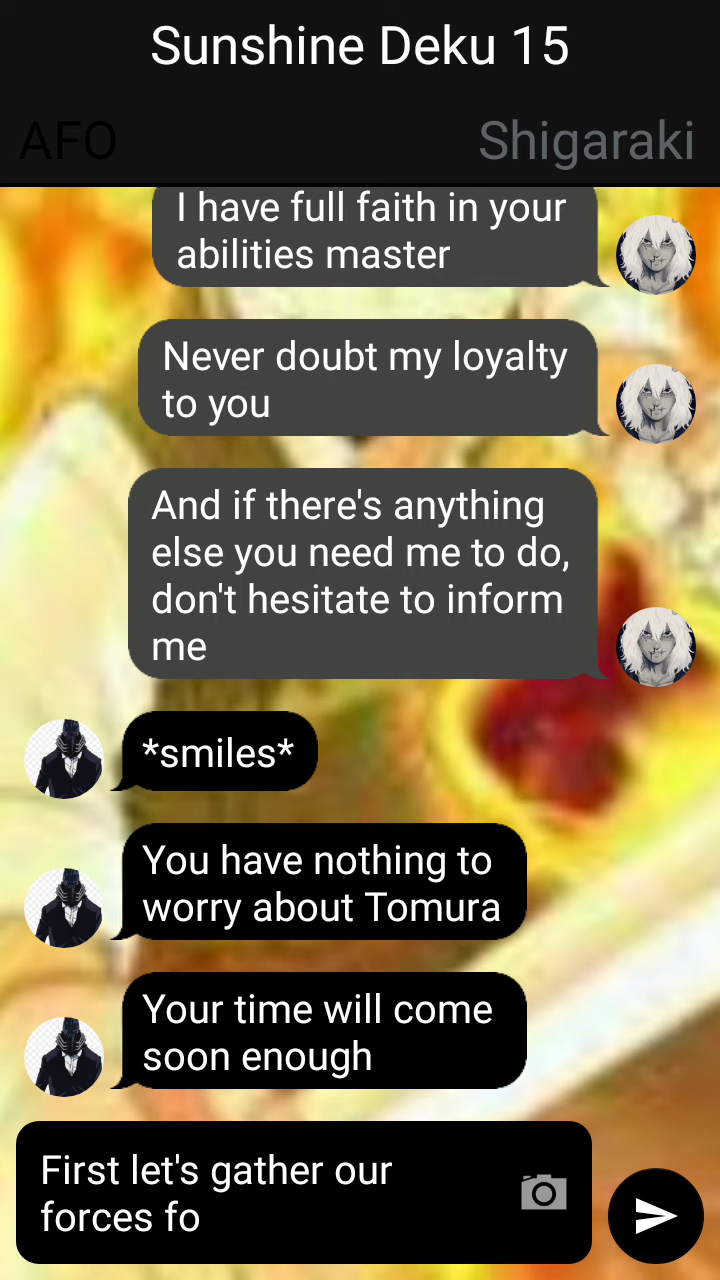 Sunshine Deku 15
AFO
Shigaraki
I have full faith in your
abilities master
Never doubt my loyalty
to you
And if there's anything
else you need me to do,
don't hesitate to inform
me
*smiles*
You have nothing to
worry about Tomura
Your time will come
soon enough
First let's gather our
forces fo